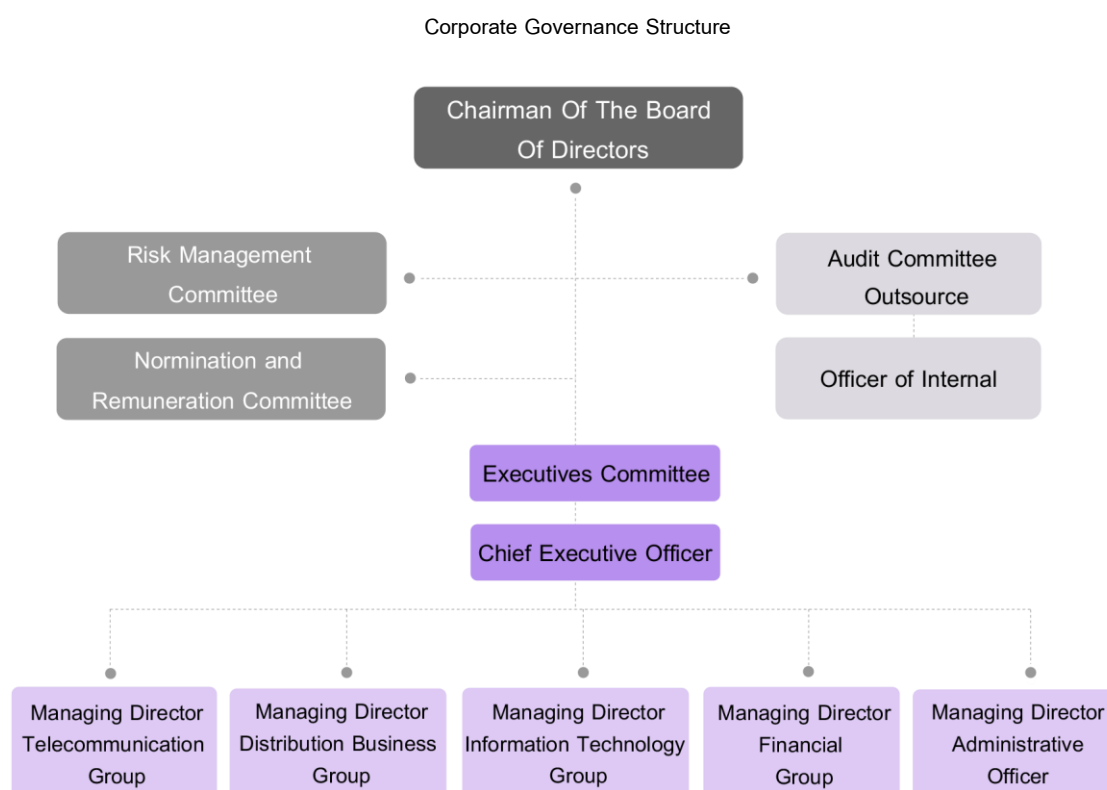 Corporate Governance Structure
Chairman Of The Board
Of Directors
Risk Management
Committee
Audit Committee
Outsource
Normination and
Remuneration Committee
Officer of Internal
Executives Committee
Chief Executive Officer
Managing Director
Telecommunication
Group
Managing Director
Distribution Business
Group
Managing Director
Information Technology
Group
Managing Director
Financial
Group
Managing Director
Administrative
Officer